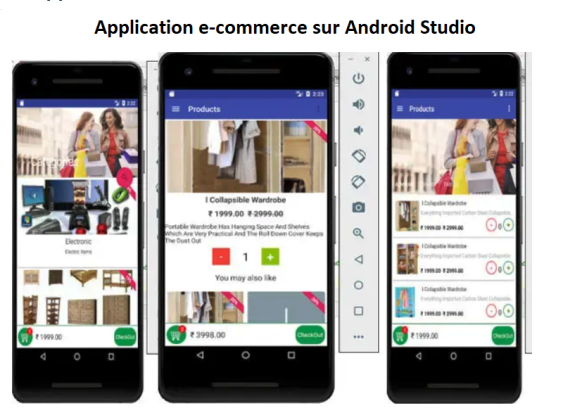 Application e-commerce sur Android Studio
Categories
Electronic
Electric Items
₹ 1999.00
CheckOut
Products
l Collapsible Wardrobe
₹ 1999.00 ₹ 2999.00
Portable Wardrobe Has Hanging Space And Shelves
Which Are Very Practical And The Roll Down Cover Keeps
The Dust Out
- 1 +
You may also like
₹ 3998.00
CheckOut
Products
l Collapsible Wardrobe
Everything Imported Carbon Steel Collapsible
₹ 1999.00 ₹ 2999.00
- 0 +
l Collapsible Wardrobe
Everything Imported Carbon Steel Collapsible
₹ 1999.00 ₹ 2999.00
- 0 +
l Collapsible Wardrobe
Everything Imported Carbon Steel Collapsible
₹ 1999.00 ₹ 2999.00
- 0 +
₹ 1999.00
CheckOut